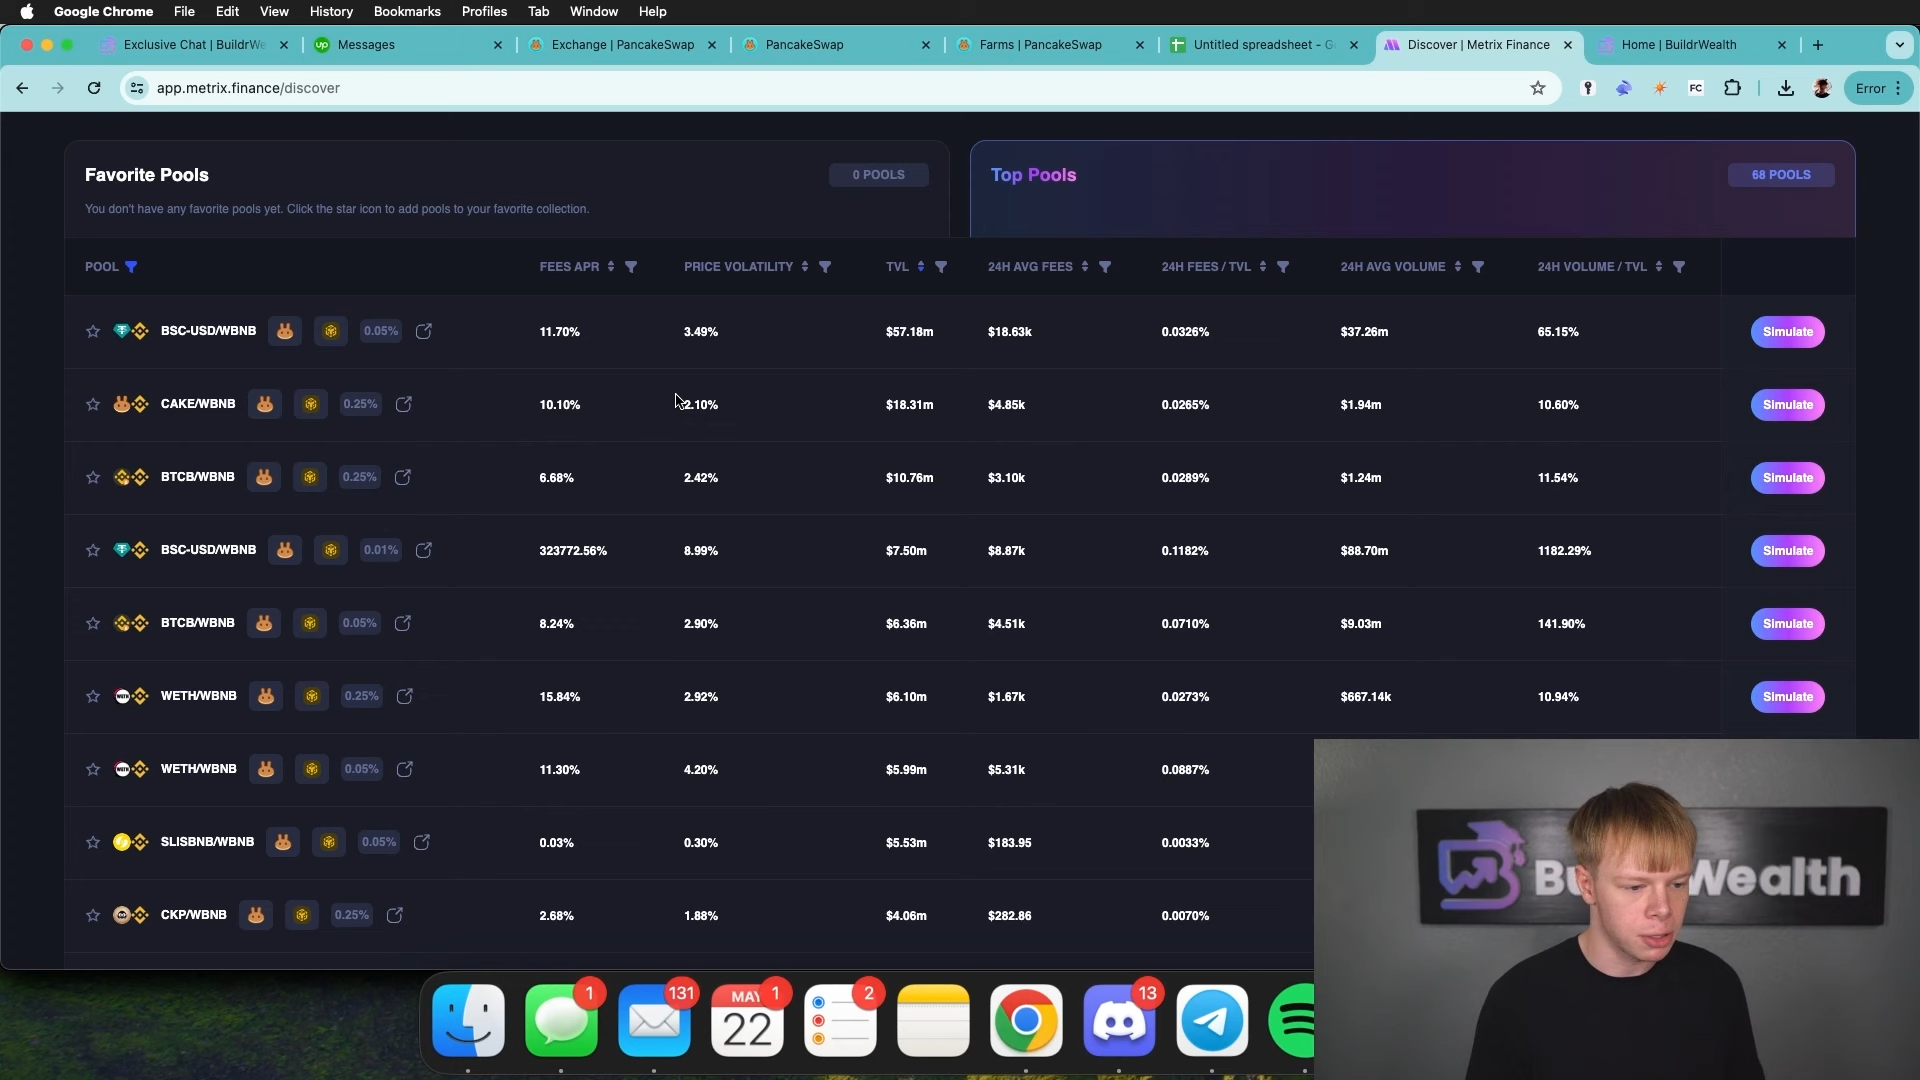 Google Chrome File Edit View History Bookmarks Profiles Tab Window Help
Exclusive Chat | BuildrWe Messages Exchange | PancakeSwap PancakeSwap Farms | PancakeSwap Untitled spreadsheet - G Discover | Metrix Finance Home | BuildrWealth
app.metrix.finance/discover FC Error
Favorite Pools 0 POOLS Top Pools 68 POOLS
You don't have any favorite pools yet. Click the star icon to add pools to your favorite collection.
POOL FEES APR PRICE VOLATILITY TVL 24H AVG FEES 24H FEES / TVL 24H AVG VOLUME 24H VOLUME / TVL
BSC-USD/WBNB 0.05% 11.70% 3.49% $57.18m $18.63k 0.0326% $37.26m 65.15% Simulate
CAKE/WBNB 0.25% 10.10% 2.10% $18.31m $4.85k 0.0265% $1.94m 10.60% Simulate
BTCB/WBNB 0.25% 6.68% 2.42% $10.76m $3.10k 0.0289% $1.24m 11.54% Simulate
BSC-USD/WBNB 0.01% 323772.56% 8.99% $7.50m $8.87k 0.1182% $88.70m 1182.29% Simulate
BTCB/WBNB 0.05% 8.24% 2.90% $6.36m $4.51k 0.0710% $9.03m 141.90% Simulate
WETH/WBNB 0.25% 15.84% 2.92% $6.10m $1.67k 0.0273% $667.14k 10.94% Simulate
WETH/WBNB 0.05% 11.30% 4.20% $5.99m $5.31k 0.0887%
SLISBNB/WBNB 0.05% 0.03% 0.30% $5.53m $183.95 0.0033%
CKP/WBNB 0.25% 2.68% 1.88% $4.06m $282.86 0.0070%
Bu Wealth
1 131 MAY 1 2 13
22